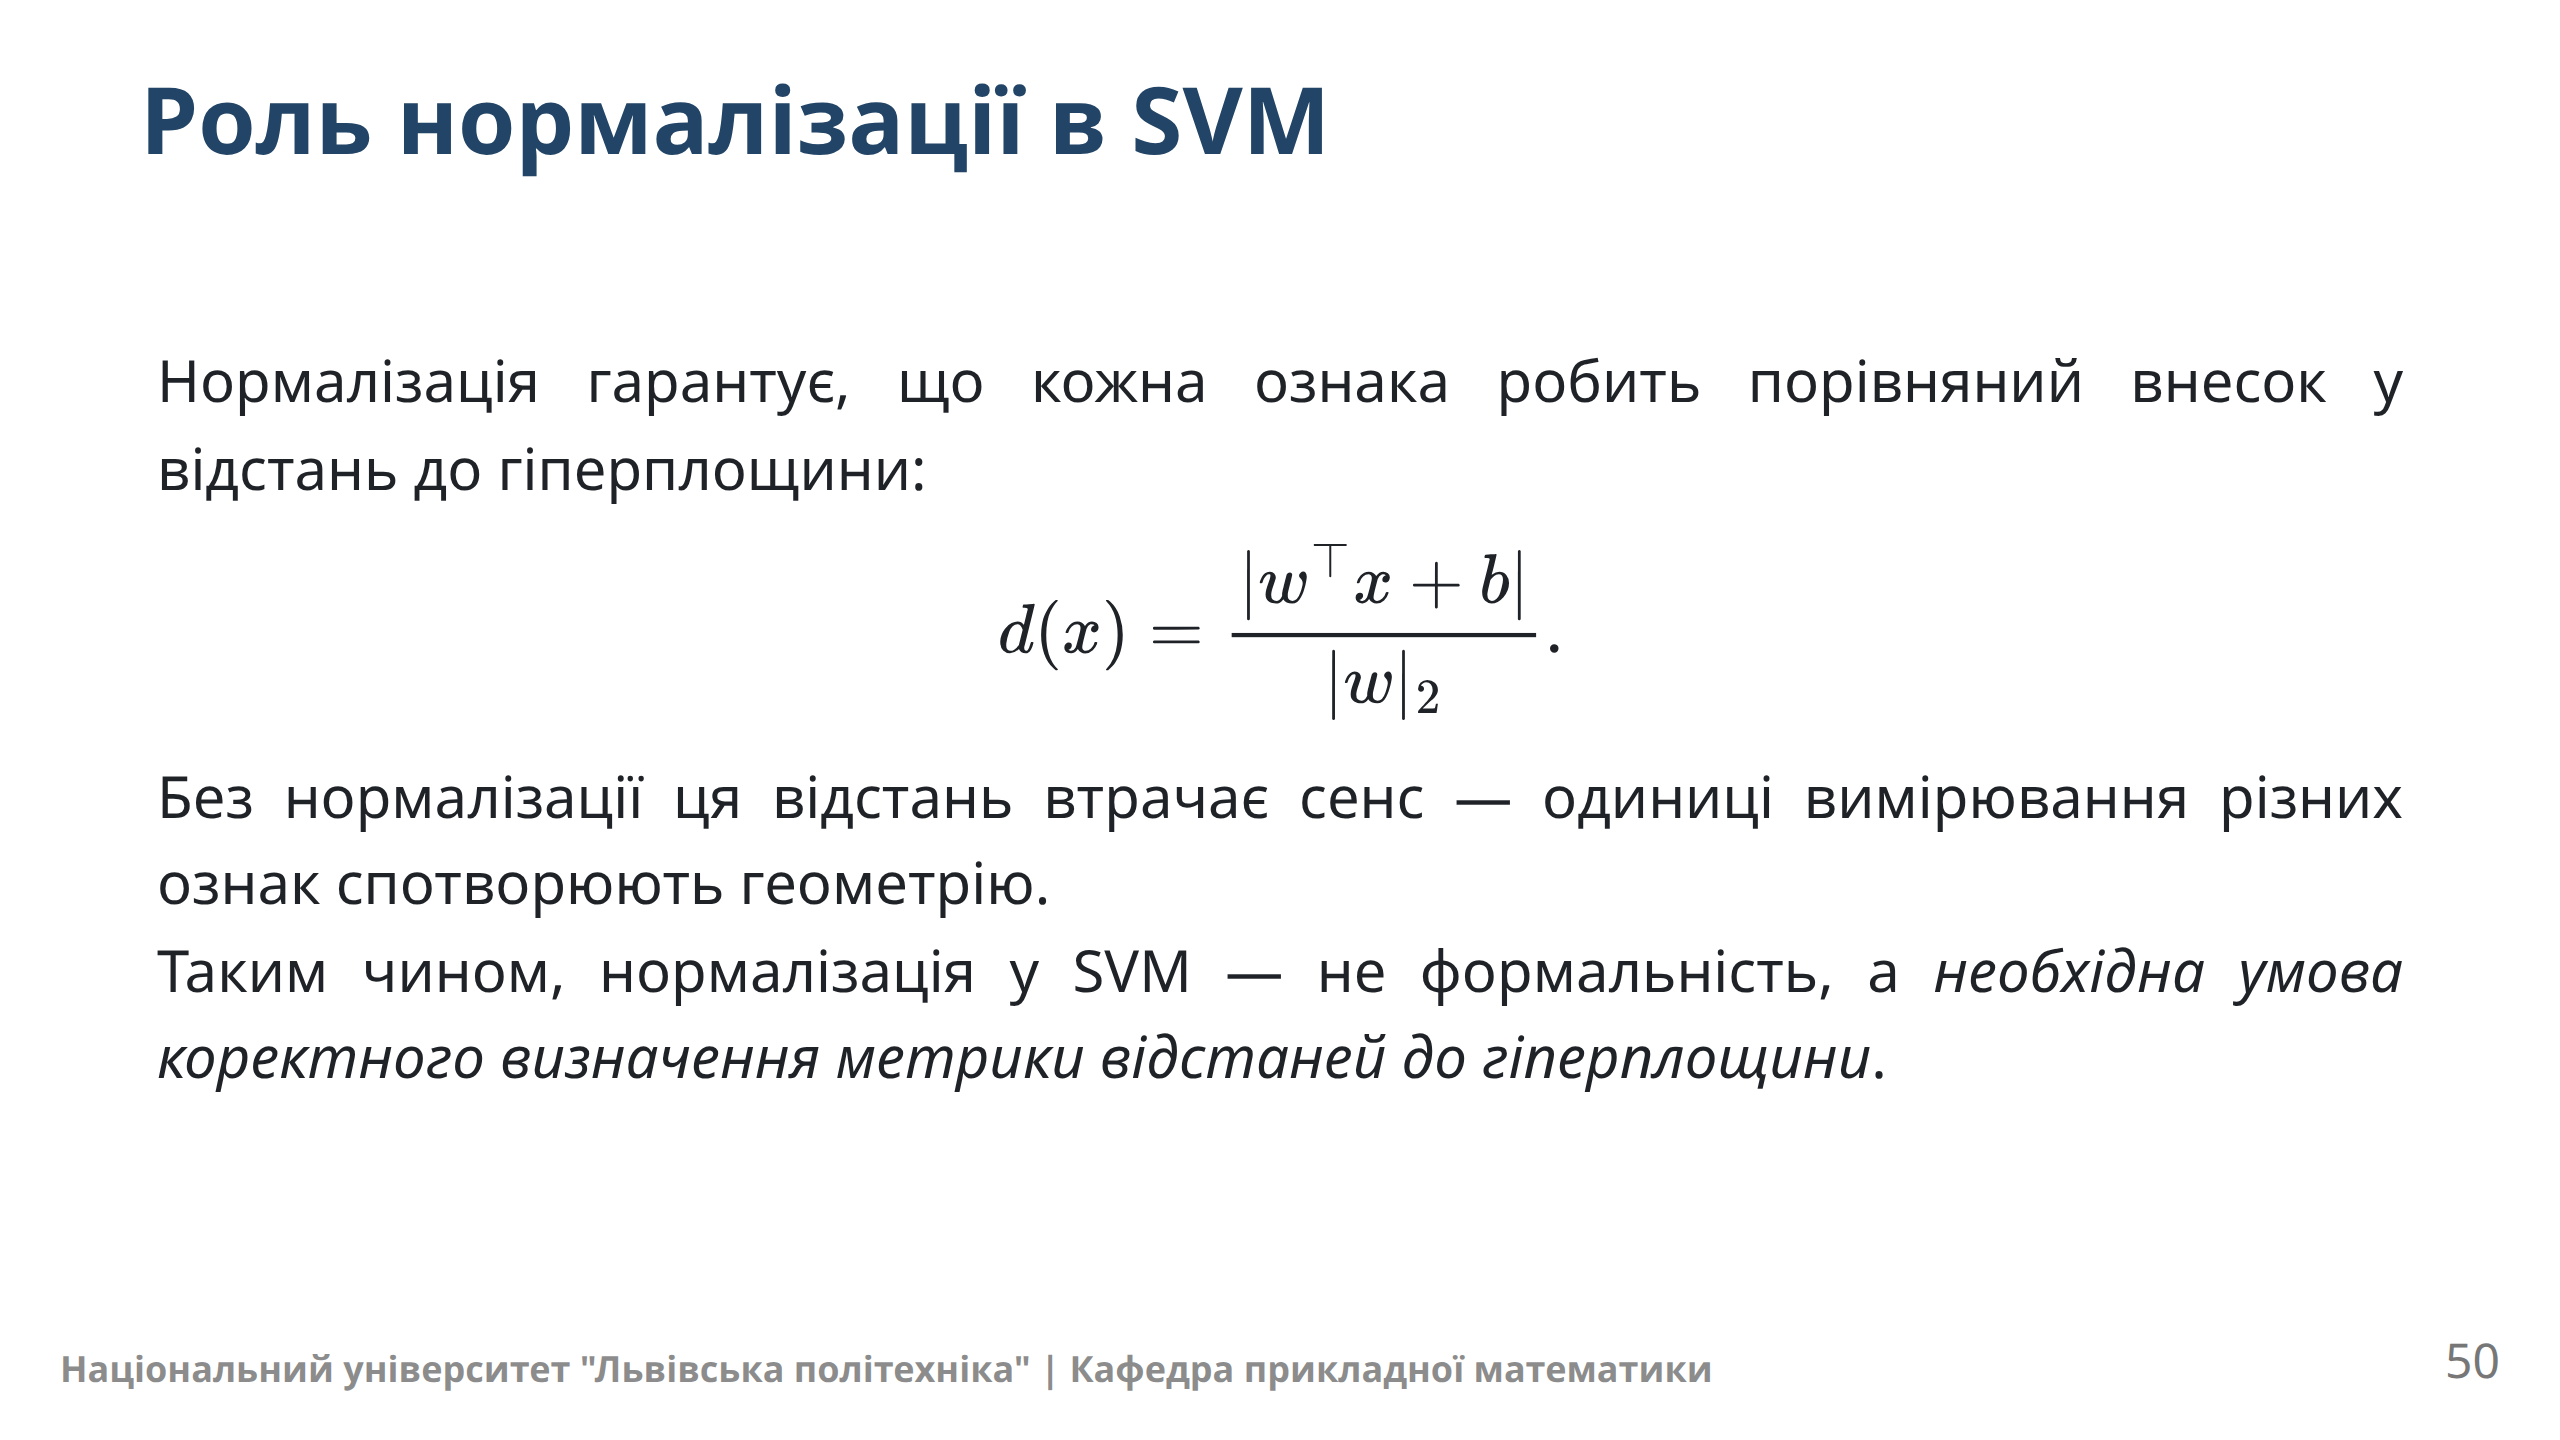 Роль нормалізації в SVM
Нормалізація гарантує, що кожна ознака робить порівняний внесок у
відстань до гіперплощини:
$$d(x) = \frac{|w^\top x + b|}{|w|_2}.$$
Без нормалізації ця відстань втрачає сенс — одиниці вимірювання різних
ознак спотворюють геометрію.
Таким чином, нормалізація у SVM — не формальність, а необхідна умова
коректного визначення метрики відстаней до гіперплощини.
Національний університет "Львівська політехніка" | Кафедра прикладної математики
50